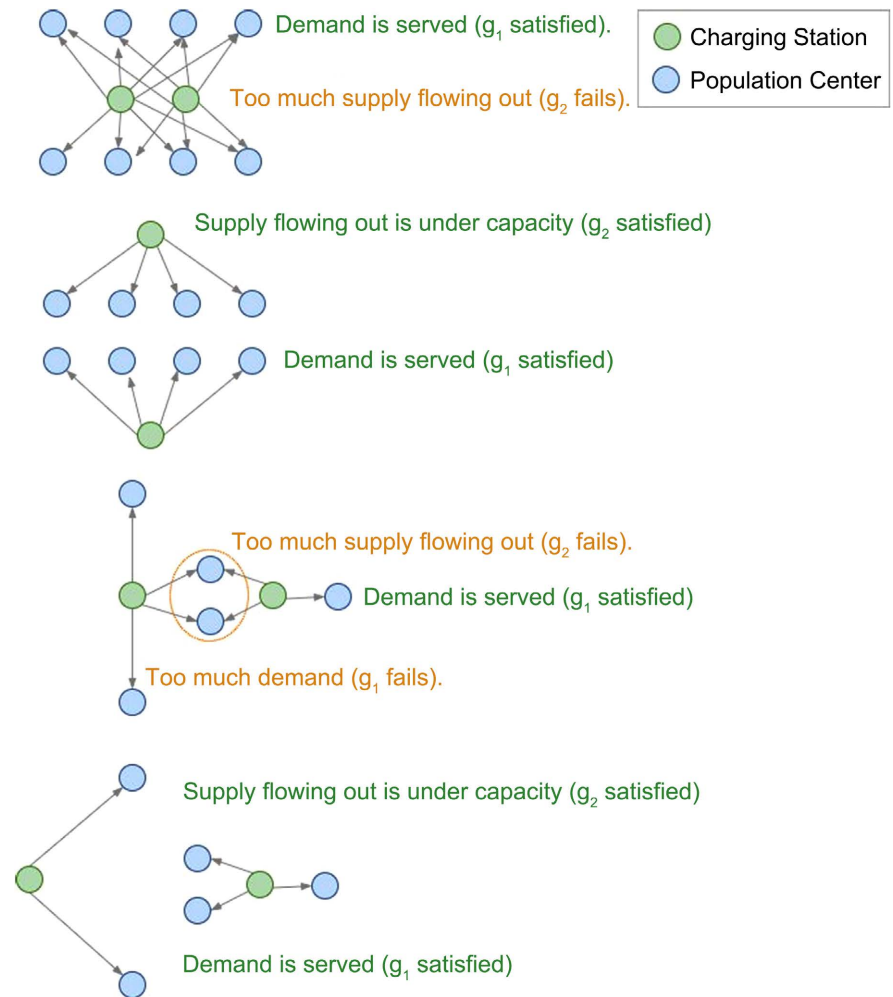 Demand is served (g₁ satisfied).
Charging Station
Population Center
Too much supply flowing out (g₂ fails).
Supply flowing out is under capacity (g₂ satisfied)
Demand is served (g₁ satisfied)
Too much supply flowing out (g₂ fails).
Demand is served (g₁ satisfied)
Too much demand (g₁ fails).
Supply flowing out is under capacity (g₂ satisfied)
Demand is served (g₁ satisfied)